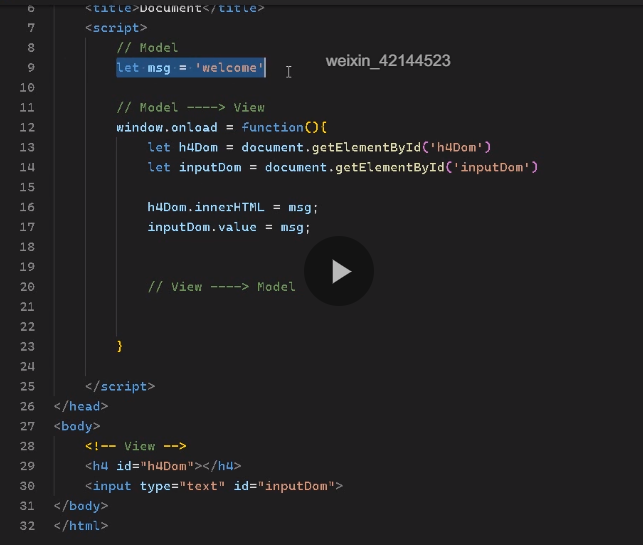 6 <title>Document</title>
7 <script>
8 // Model
9 let msg = 'welcome'
weixin_42144523
10
11 // Model ----> View
12 window.onload = function(){
13 let h4Dom = document.getElementById('h4Dom')
14 let inputDom = document.getElementById('inputDom')
15
16 h4Dom.innerHTML = msg;
17 inputDom.value = msg;
18
19
20 // View ----> Model
21
22
23 }
24
25 </script>
26 </head>
27 <body>
28 <!-- View -->
29 <h4 id="h4Dom"></h4>
30 <input type="text" id="inputDom">
31 </body>
32 </html>